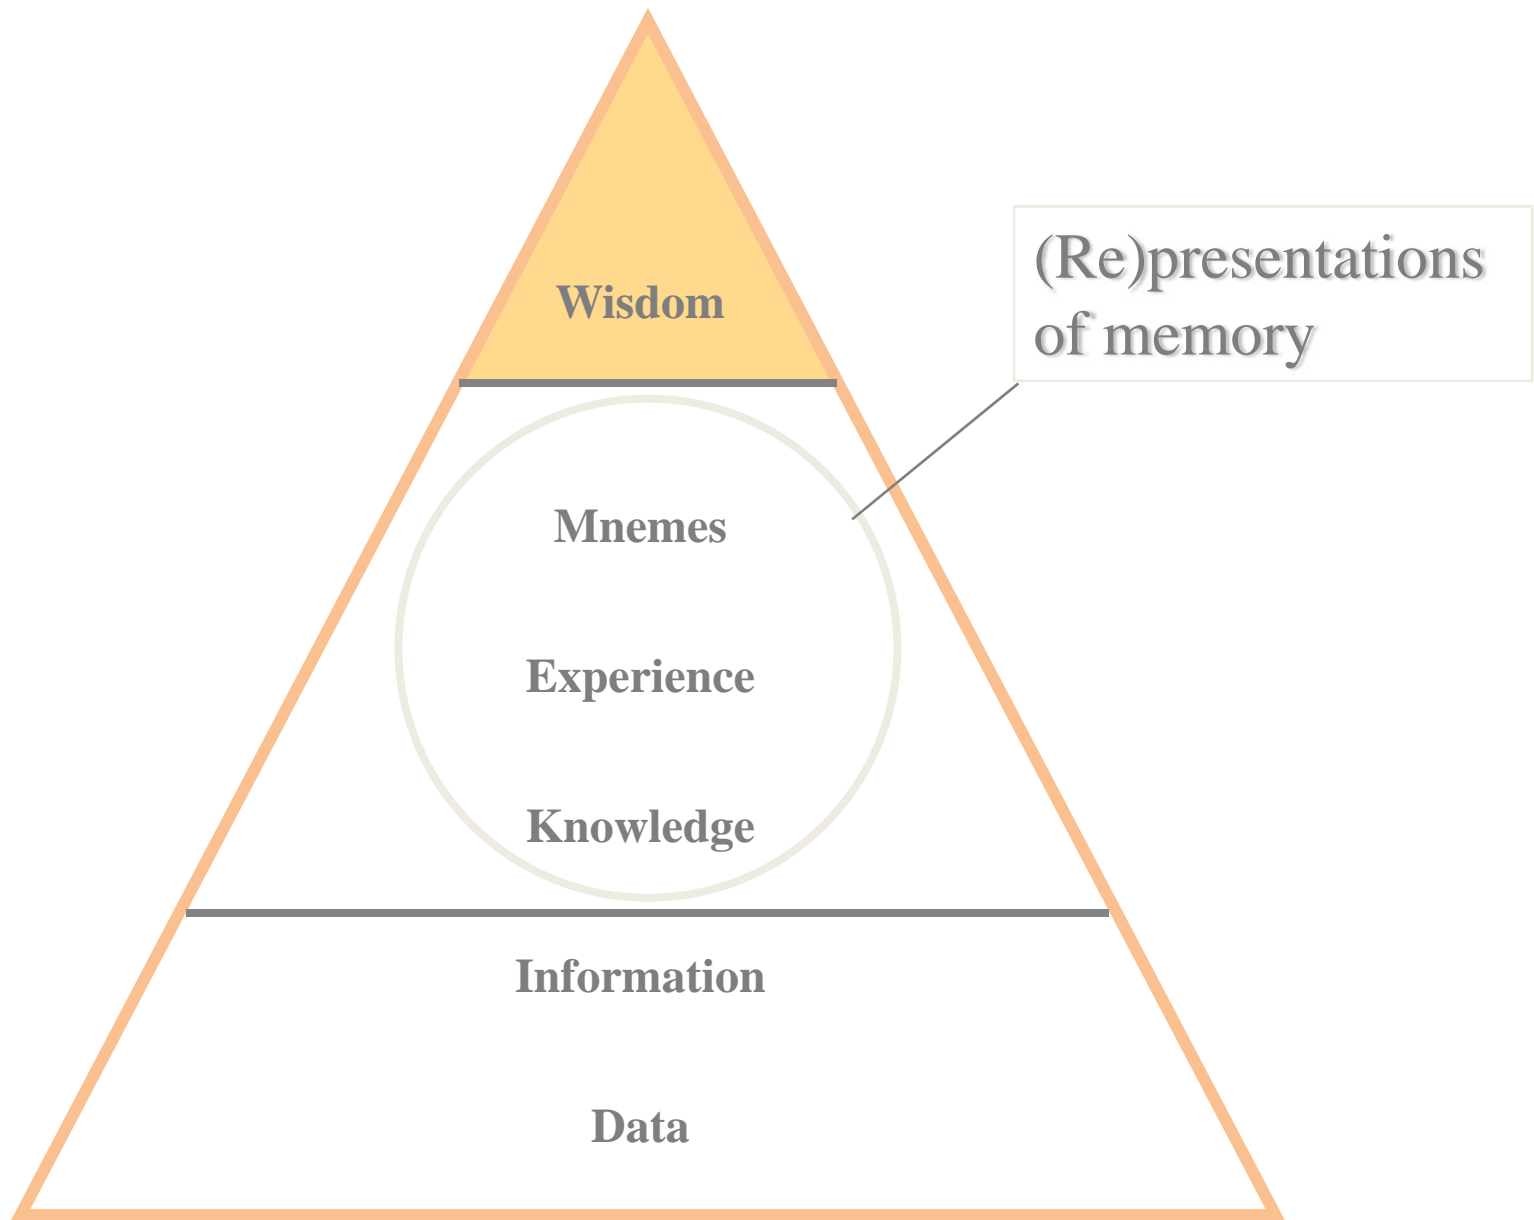 Wisdom
(Re)presentations
of memory
Mnemes
Experience
Knowledge
Information
Data